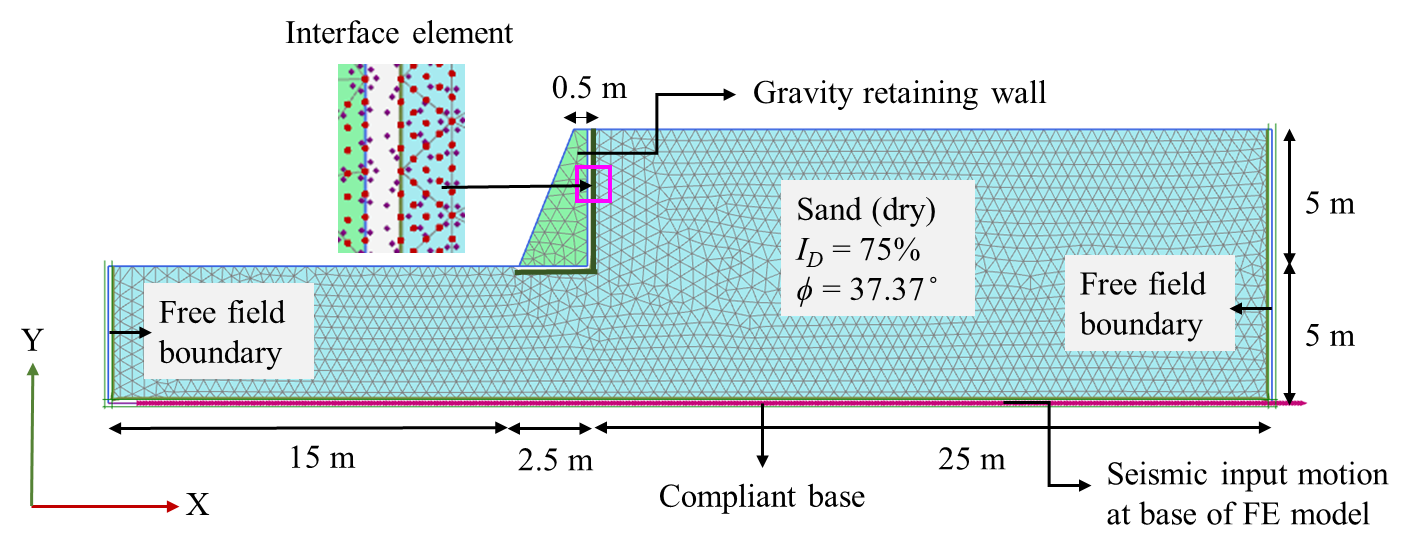 Interface element
0.5 m
Gravity retaining wall
Sand (dry)
I_D = 75%
ϕ = 37.37°
5 m
Free field
boundary
Free field
boundary
5 m
Y
15 m
2.5 m
25 m
X
Compliant base
Seismic input motion
at base of FE model